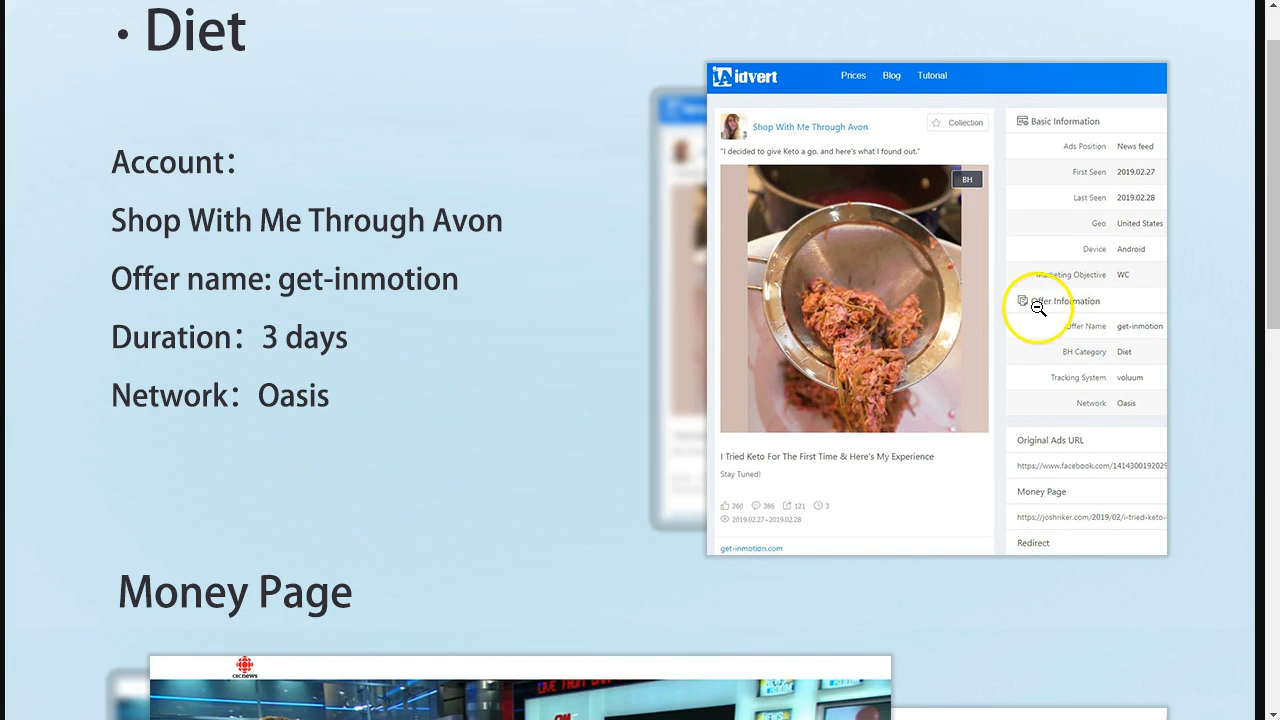 • Diet
Account：
Shop With Me Through Avon
Offer name: get-inmotion
Duration： 3 days
Network： Oasis
Aidvert
Prices Blog Tutorial
Shop With Me Through Avon
Collection
"I decided to give Keto a go, and here's what I found out."
BH
I Tried Keto For The First Time & Here's My Experience
Stay Tuned!
260 386 121 3
2019.02.27~2019.02.28
get-inmotion.com
Basic Information
Ads Position News feed
First Seen 2019.02.27
Last Seen 2019.02.28
Geo United States
Device Android
Marketing Objective WC
Offer Information
Offer Name get-inmotion
BH Category Diet
Tracking System voluum
Network Oasis
Original Ads URL
https://www.facebook.com/1414300192029
Money Page
https://joshriker.com/2019/02/i-tried-keto-
Redirect
Money Page
CBCNEWS
LIVE FROM
CNN
NEWS